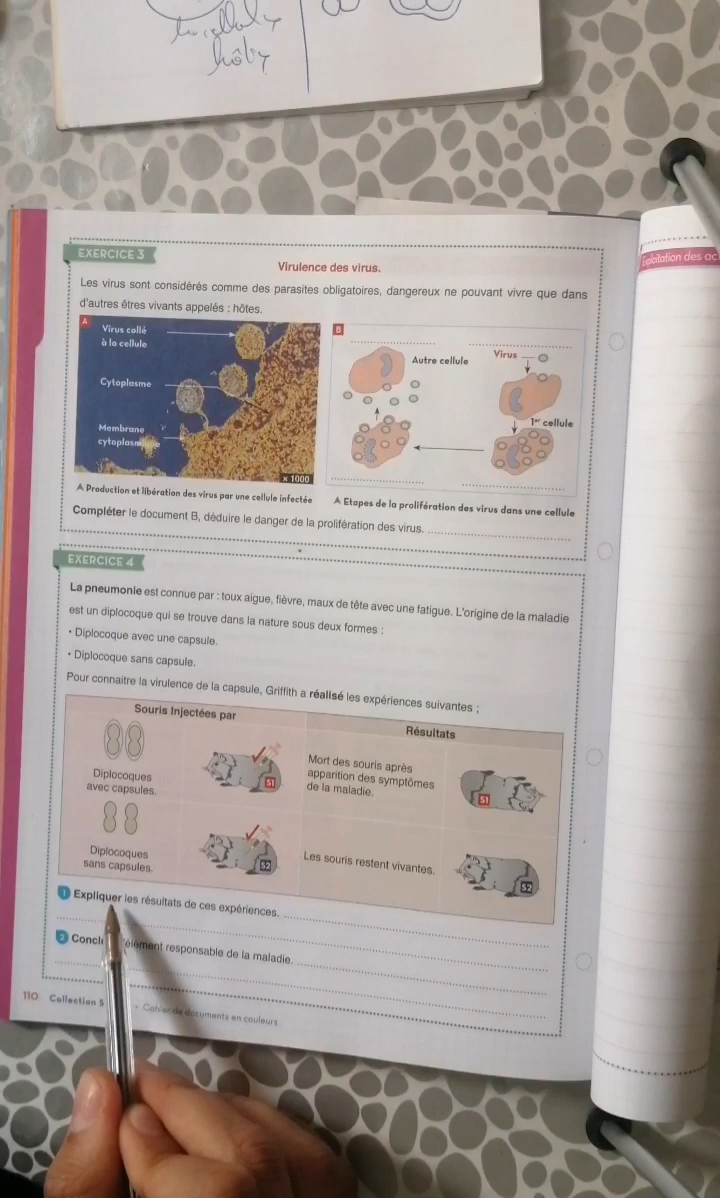 hôby
EXERCICE 3
Virulence des virus.
Les virus sont considérés comme des parasites obligatoires, dangereux ne pouvant vivre que dans
d'autres êtres vivants appelés : hôtes.
A
Virus collé
à la cellule
Cytoplasme
Membrane
x 1000
A Production et libération des virus par une cellule infectée
B
Autre cellule
Virus
1re cellule
A Etapes de la prolifération des virus dans une cellule
Compléter le document B, déduire le danger de la prolifération des virus.
EXERCICE 4
La pneumonie est connue par : toux aigue, fièvre, maux de tête avec une fatigue. L'origine de la maladie
est un diplocoque qui se trouve dans la nature sous deux formes :
• Diplocoque avec une capsule.
• Diplocoque sans capsule.
Pour connaitre la virulence de la capsule, Griffith a réalisé les expériences suivantes ;
Souris Injectées par
Résultats
Diplocoques
avec capsules.
S1
Mort des souris après
apparition des symptômes
de la maladie.
S1
Diplocoques
sans capsules.
S2
Les souris restent vivantes.
S2
1 Expliquer les résultats de ces expériences.
2 élément responsable de la maladie.
110 Collection
Cahier de documents en couleurs
Exploitation des ac